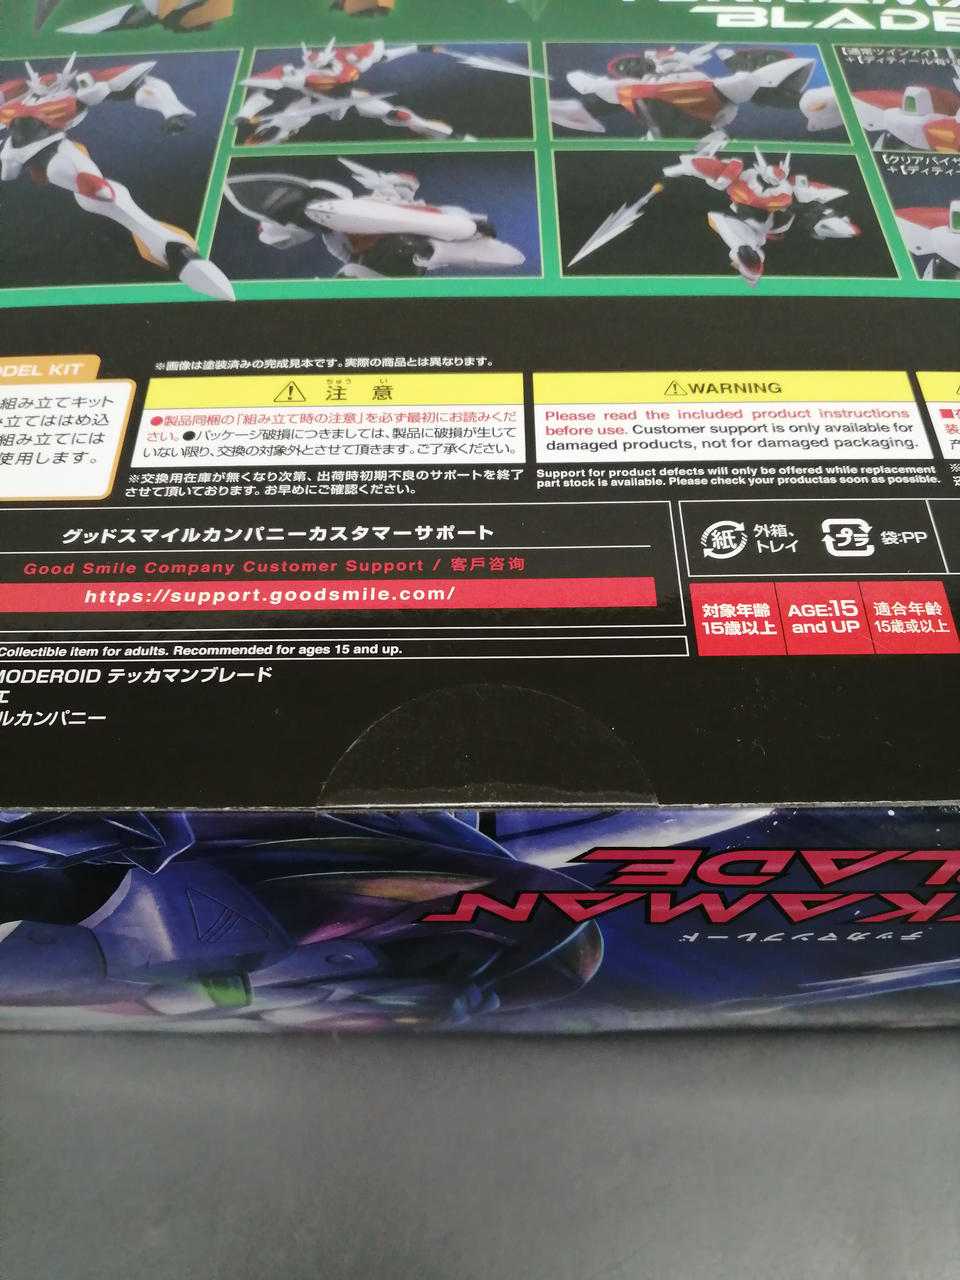 BLADE
【通常ツインアイ】
【クリアバイザ
+【ディティー
MODEL KIT
組み立てキット
み立てははめ込
組み立てには
使用します。
※画像は塗装済みの完成見本です。実際の商品とは異なります。
ちゅう い
注 意
●製品同梱の「組み立て時の注意」を必ず最初にお読みくだ
さい。●パッケージ破損につきましては、製品に破損が生じて
いない限り、交換の対象外とさせて頂きます。ご了承ください。
※交換用在庫が無くなり次第、出荷時初期不良のサポートを終了
させて頂いております。お早めにご確認ください。
WARNING
Please read the included product instructions
before use. Customer support is only available for
damaged products, not for damaged packaging.
Support for product defects will only be offered while replacement
part stock is available. Please check your productas soon as possible.
グッドスマイルカンパニーカスタマーサポート
Good Smile Company Customer Support / 客戶咨询
https://support.goodsmile.com/
紙 外箱、
トレイ
プラ 袋:PP
対象年齢
15歳以上
AGE:15
and UP
適合年齢
15歳或以上
Collectible item for adults. Recommended for ages 15 and up.
MODEROID テッカマンブレード
ルカンパニー
KAMAN
LADE
テッカマンブレード